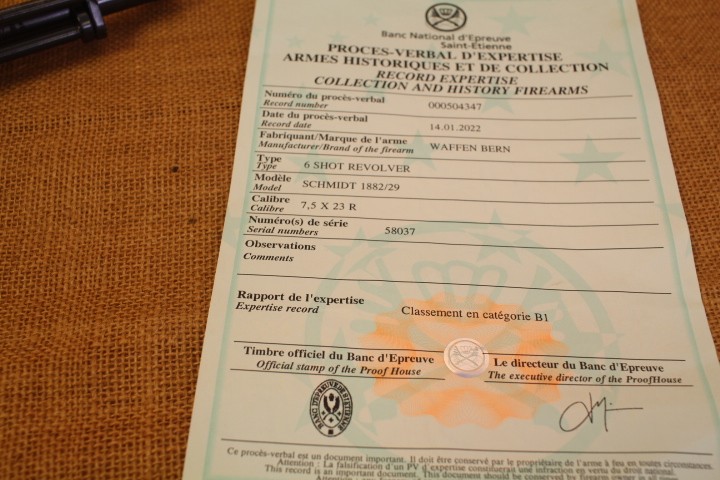 Banc National d'Epreuve
Saint-Etienne
PROCES-VERBAL D'EXPERTISE
ARMES HISTORIQUES ET DE COLLECTION
RECORD EXPERTISE
COLLECTION AND HISTORY FIREARMS
Numéro du procès-verbal
Record number
000504347
Date du procès-verbal
Record date
14.01.2022
Fabriquant/Marque de l'arme
Manufacturer/Brand of the firearm
WAFFEN BERN
Type
Type
6 SHOT REVOLVER
Modèle
Model
SCHMIDT 1882/29
Calibre
Calibre
7,5 X 23 R
Numéro(s) de série
Serial numbers
58037
Observations
Comments
Rapport de l'expertise
Expertise record
Classement en catégorie B1
Timbre officiel du Banc d'Epreuve
Official stamp of the Proof House
Le directeur du Banc d'Epreuve
The executive director of the ProofHouse
Ce procès-verbal est un document important. Il doit être conservé par le propriétaire de l'arme à feu en toutes circonstances.
Attention : La falsification d'un PV d'expertise constituerait une infraction en vertu du droit national.
This record is an important document. This document should be conserved by firearm owner in all time.